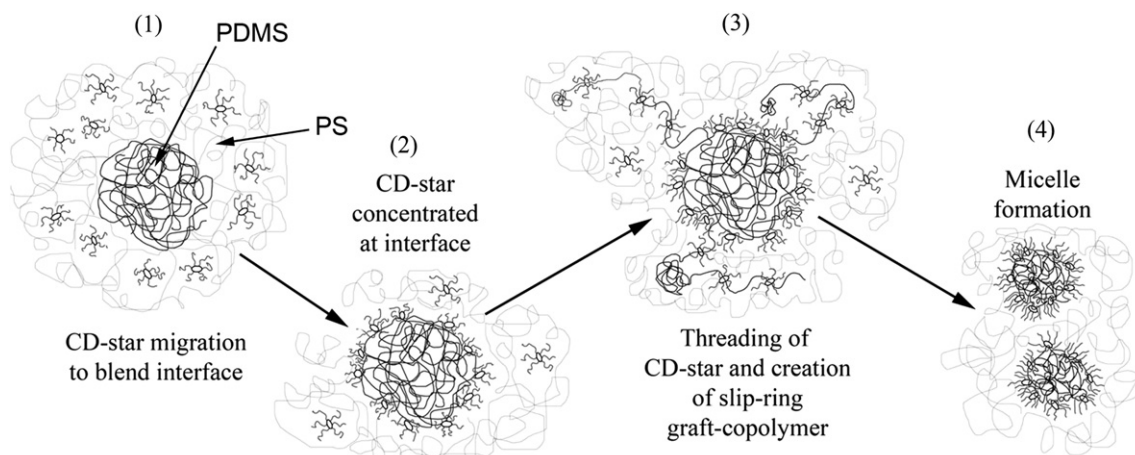 (1)
PDMS
PS
CD-star migration
to blend interface
(2)
CD-star
concentrated
at interface
(3)
Threading of
CD-star and creation
of slip-ring
graft-copolymer
(4)
Micelle
formation